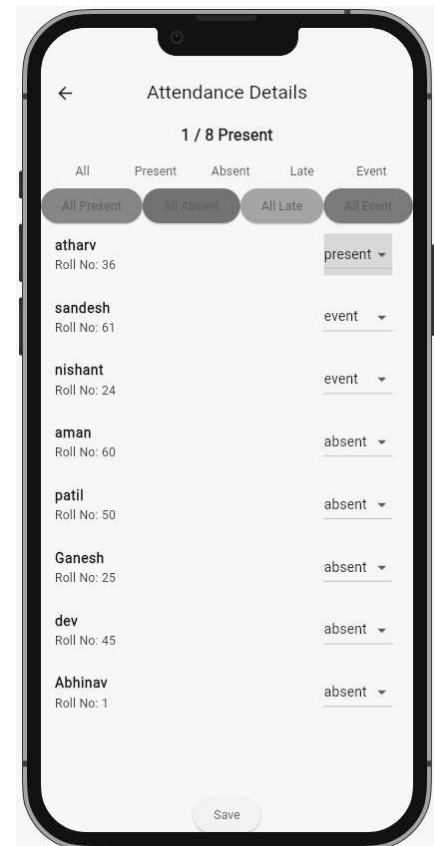 Attendance Details
1 / 8 Present
All Present Absent Late Event
All Present All Absent All Late All Event
atharv
present
Roll No: 36
sandesh
event
Roll No: 61
nishant
event
Roll No: 24
aman
absent
Roll No: 60
patil
absent
Roll No: 50
Ganesh
absent
Roll No: 25
dev
absent
Roll No: 45
Abhinav
absent
Roll No: 1
Save